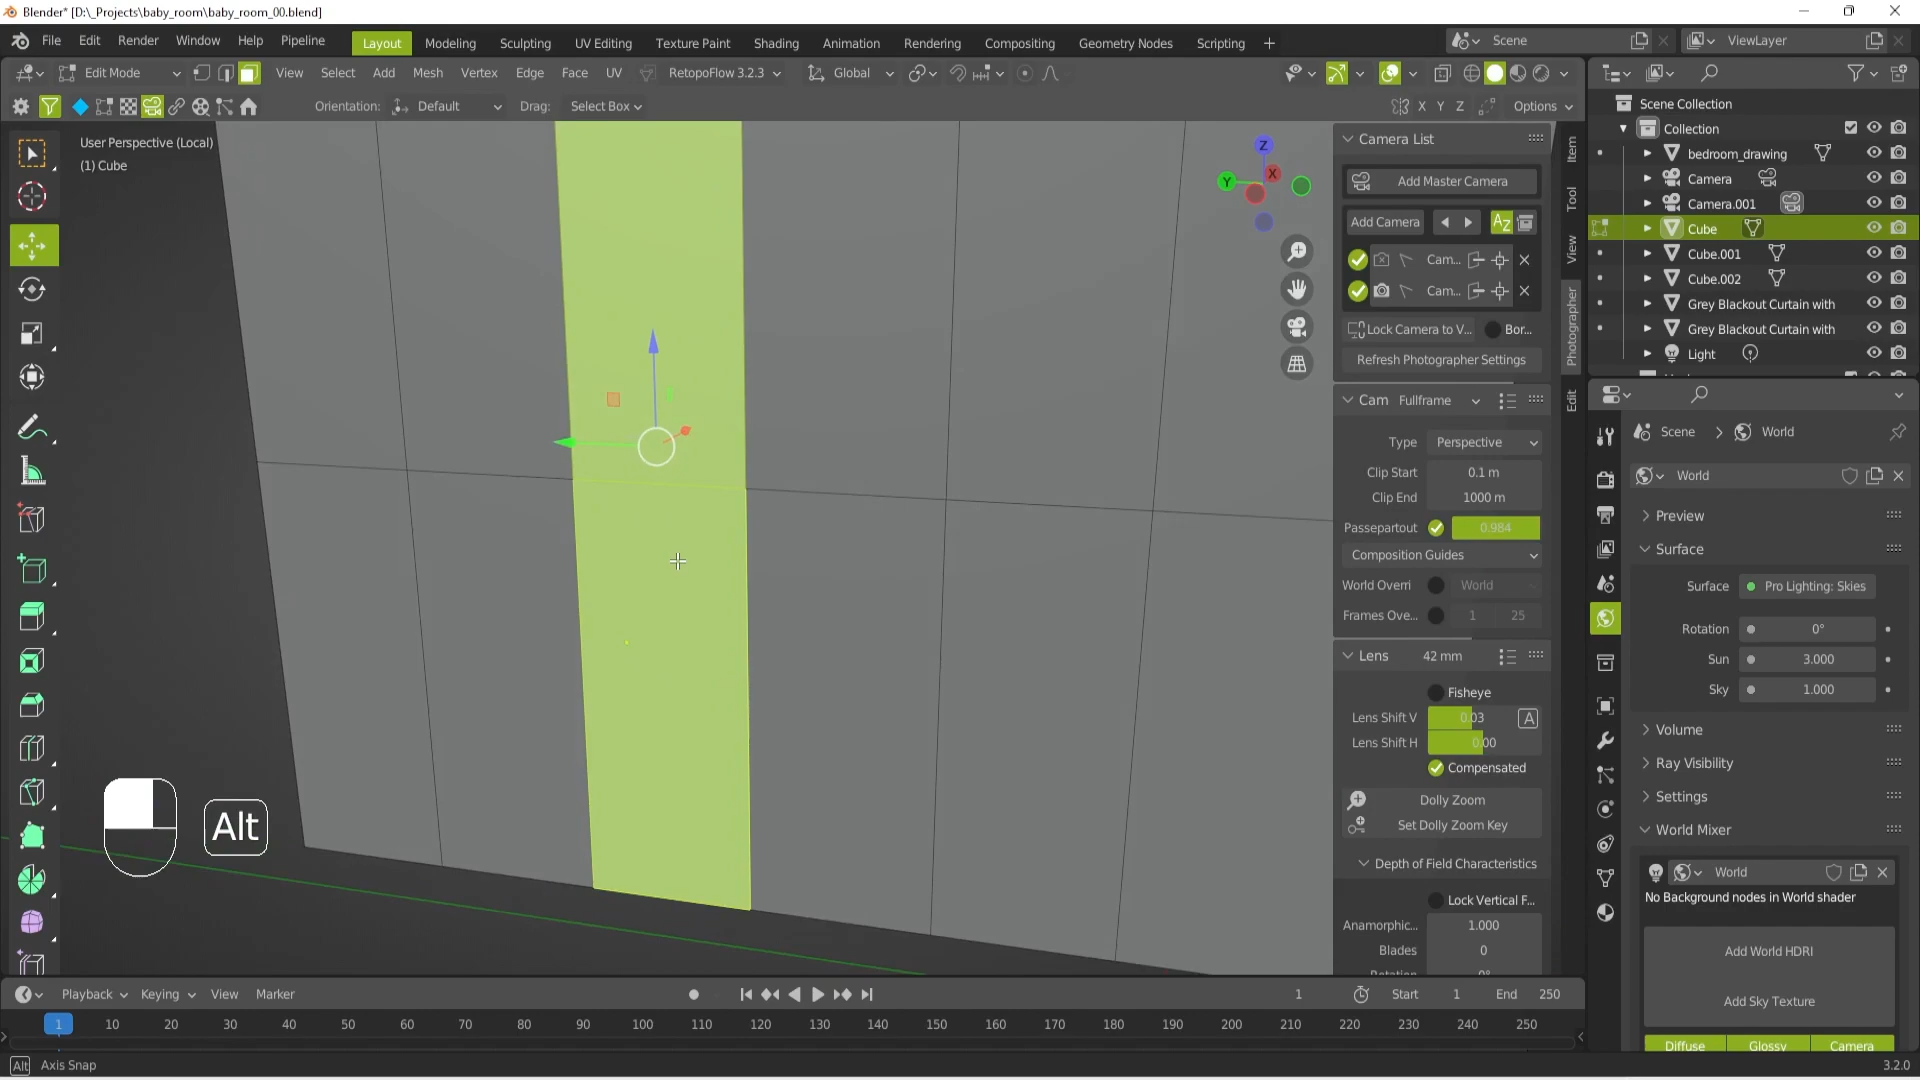 Blender* [D:\_Projects\baby_room\baby_room_00.blend]
File Edit Render Window Help Pipeline Layout Modeling Sculpting UV Editing Texture Paint Shading Animation Rendering Compositing Geometry Nodes Scripting + Scene ViewLayer
Edit Mode View Select Add Mesh Vertex Edge Face UV RetopoFlow 3.2.3 Global
Orientation: Default Drag: Select Box X Y Z Options
User Perspective (Local)
(1) Cube
Z
Y
X
Item
Tool
View
Photographer
Edit
Camera List
Add Master Camera
Add Camera AZ
Cam...
Cam...
Lock Camera to V... Bor...
Refresh Photographer Settings
Cam Fullframe
Type Perspective
Clip Start 0.1 m
Clip End 1000 m
Passepartout 0.984
Composition Guides
World Overri World
Frames Ove... 1 25
Lens 42 mm
Fisheye
Lens Shift V 0.03 A
Lens Shift H 0.00
Compensated
Dolly Zoom
Set Dolly Zoom Key
Depth of Field Characteristics
Lock Vertical F...
Anamorphic... 1.000
Blades 0
Scene Collection
Collection
bedroom_drawing
Camera
Camera.001
Cube
Cube.001
Cube.002
Grey Blackout Curtain with
Grey Blackout Curtain with
Light
Scene > World
World
Preview
Surface
Surface Pro Lighting: Skies
Rotation 0°
Sun 3.000
Sky 1.000
Volume
Ray Visibility
Settings
World Mixer
World
No Background nodes in World shader
Add World HDRI
Add Sky Texture
Diffuse Glossy Camera
Alt
Playback Keying View Marker 1 Start 1 End 250
1 10 20 30 40 50 60 70 80 90 100 110 120 130 140 150 160 170 180 190 200 210 220 230 240 250
Alt Axis Snap 3.2.0